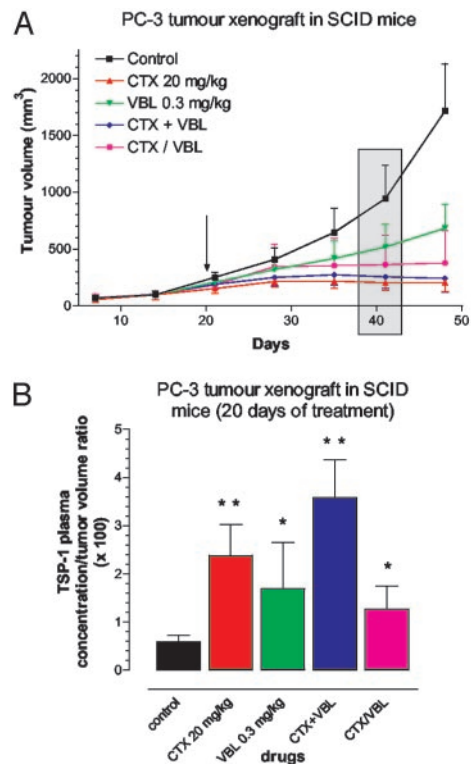 A
PC-3 tumour xenograft in SCID mice
Control
CTX 20 mg/kg
VBL 0.3 mg/kg
CTX + VBL
CTX / VBL
Tumour volume (mm³)
2000
1500
1000
500
0
10
20
30
40
50
Days
B
PC-3 tumour xenograft in SCID
mice (20 days of treatment)
TSP-1 plasma
concentration/tumor volume ratio
(x 100)
5
4
3
2
1
0
* *
*
* *
*
control
CTX 20 mg/kg
VBL 0.3 mg/kg
CTX+VBL
CTX/VBL
drugs